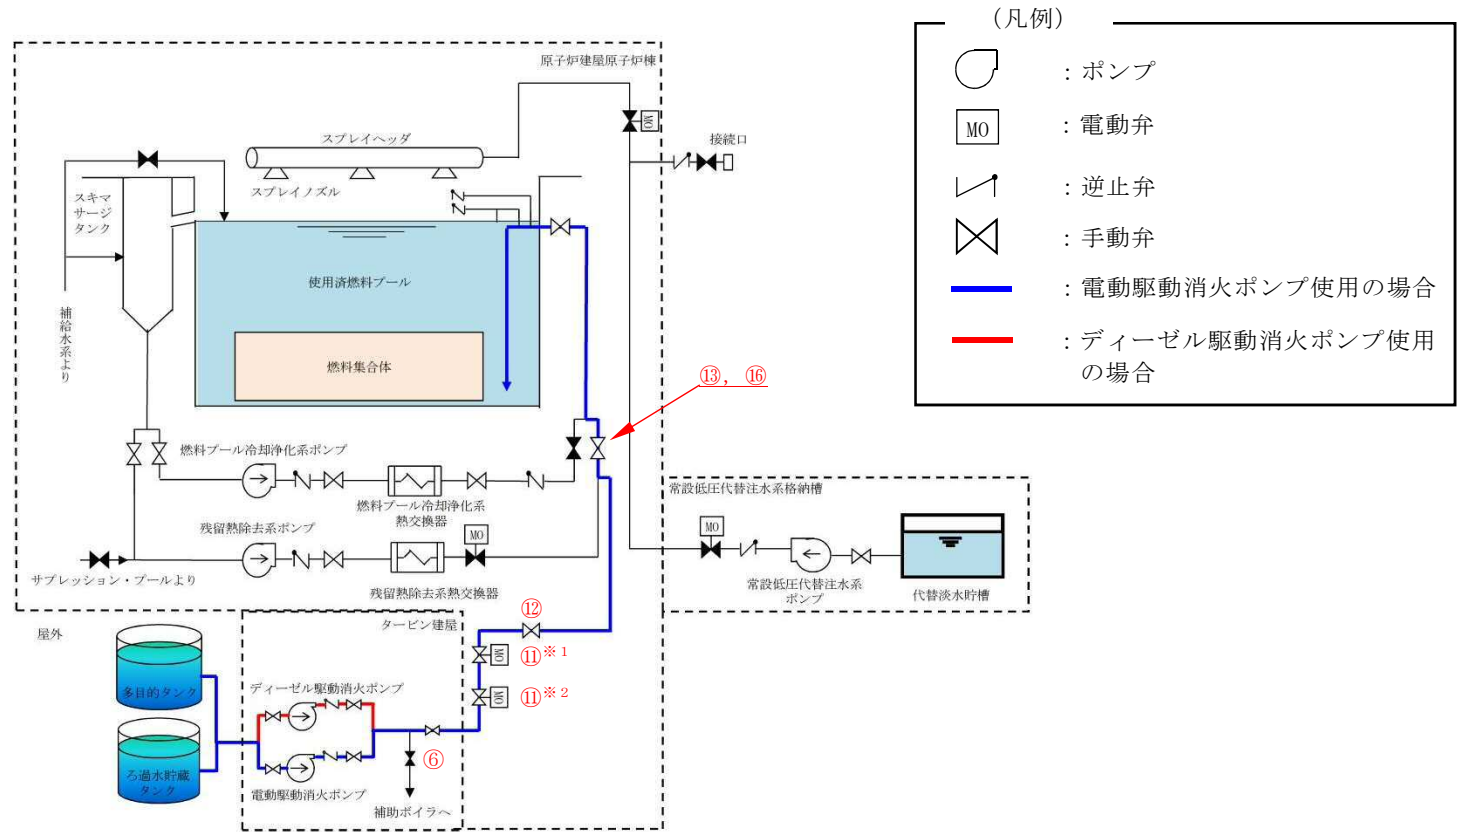 (凡例)
:ポンプ
MO
:電動弁
:逆止弁
:手動弁
:電動駆動消火ポンプ使用の場合
:ディーゼル駆動消火ポンプ使用
の場合
原子炉建屋原子炉棟
MO
接続口
スプレイヘッダ
スプレイノズル
スキマ
サージ
タンク
使用済燃料プール
補給水系より
燃料集合体
⑬,⑯
燃料プール冷却浄化系ポンプ
燃料プール冷却浄化系
熱交換器
残留熱除去系ポンプ
MO
サプレッション・プールより
残留熱除去系熱交換器
常設低圧代替注水系格納槽
MO
常設低圧代替注水系
ポンプ
代替淡水貯槽
屋外
タービン建屋
⑫
MO
⑪※1
MO
⑪※2
多目的タンク
ディーゼル駆動消火ポンプ
⑥
ろ過水貯蔵
タンク
電動駆動消火ポンプ
補助ボイラへ